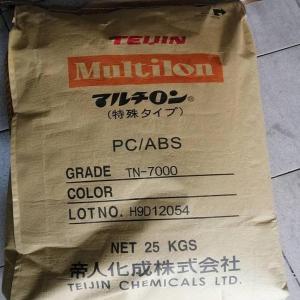 TEIJIN
Multilon
マルチロン®
(特殊タイプ)
PC/ABS
GRADE TN-7000
COLOR
LOT NO. H9D12054
NET 25 KGS
帝人化成株式会社
TEIJIN CHEMICALS LTD.